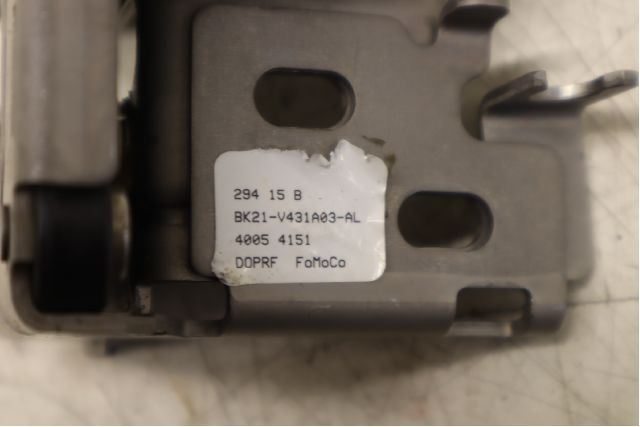 294 15 B
BK21-V431A03-AL
4005 4151
DOPRF FoMoCo